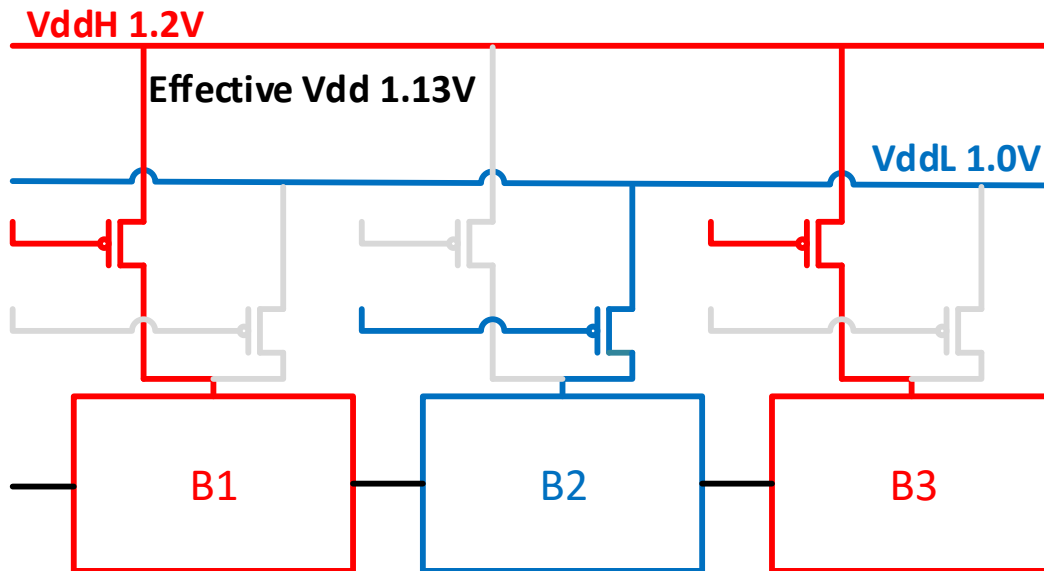 VddH 1.2V
Effective Vdd 1.13V
VddL 1.0V
B1
B2
B3